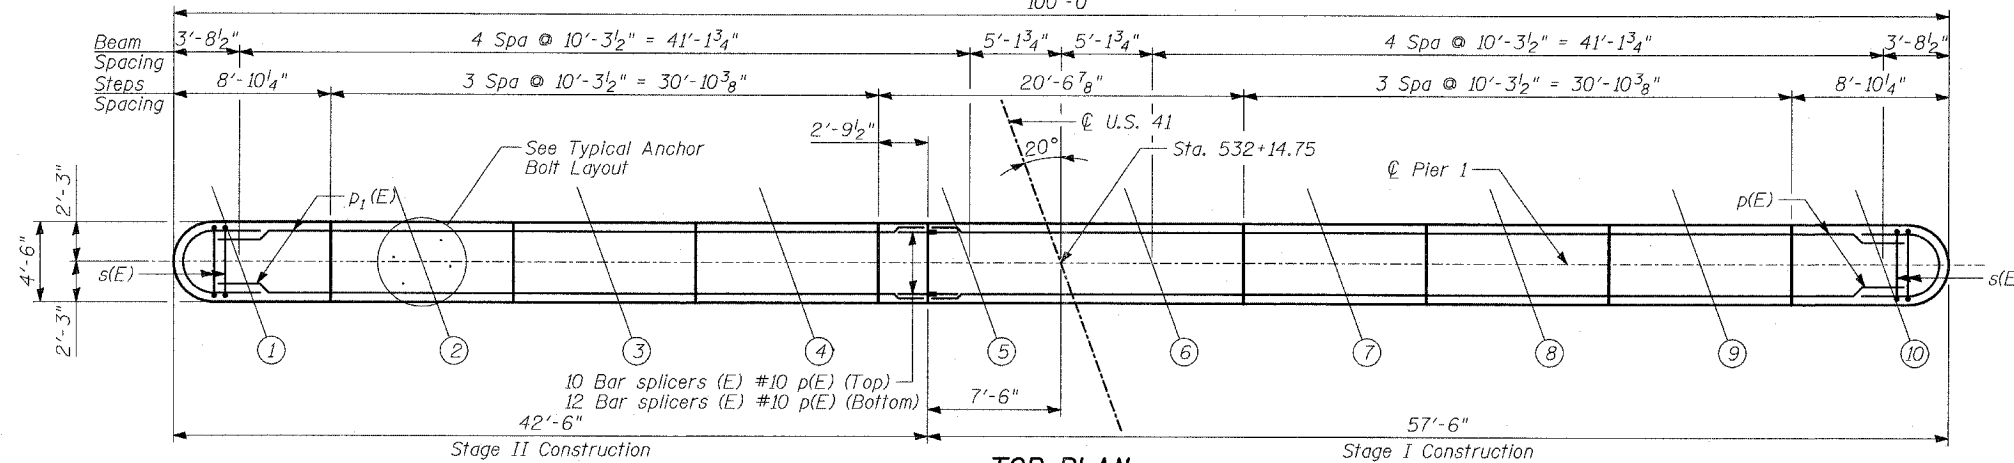 100'-0"
Beam Spacing
3'-8½"
4 Spa @ 10'-3½" = 41'-1¾"
5'-1¾"
5'-1¾"
4 Spa @ 10'-3½" = 41'-1¾"
3'-8½"
Steps Spacing
8'-10¼"
3 Spa @ 10'-3½" = 30'-10⅜"
20'-6⅞"
3 Spa @ 10'-3½" = 30'-10⅜"
8'-10¼"
2'-9½"
℄ U.S. 41
20°
Sta. 532+14.75
See Typical Anchor
Bolt Layout
℄ Pier 1
p₁(E)
p(E)
2'-3"
4'-6"
2'-3"
s(E)
s(E
1
2
3
4
5
6
7
8
9
10
10 Bar splicers (E) #10 p(E) (Top)
12 Bar splicers (E) #10 p(E) (Bottom)
7'-6"
42'-6"
57'-6"
Stage II Construction
Stage I Construction
TOP PLAN